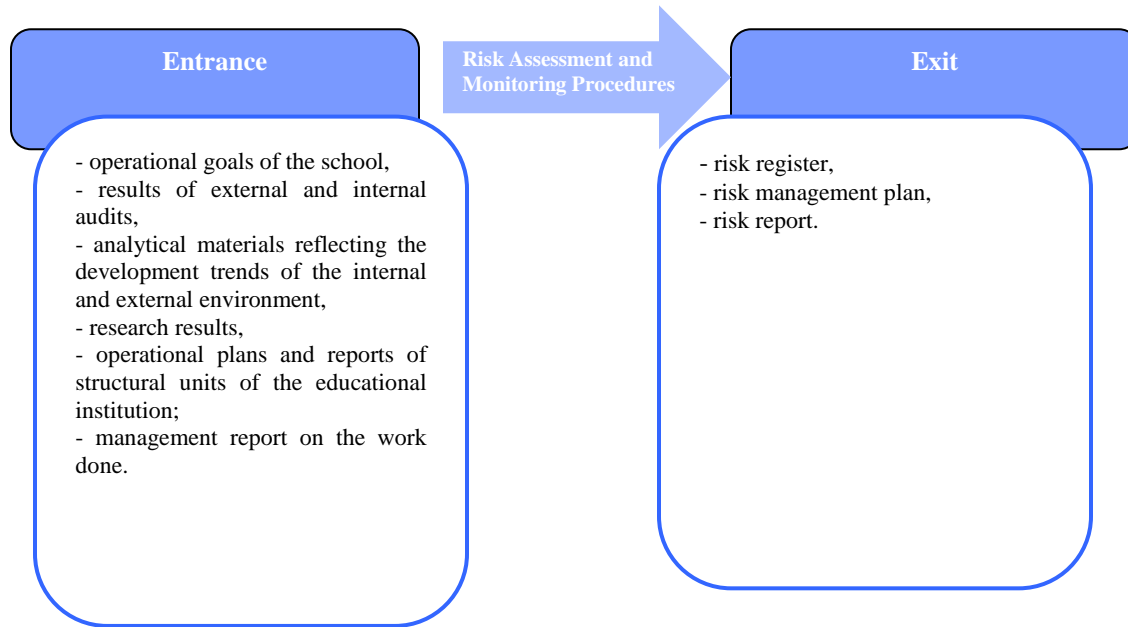 Entrance
Risk Assessment and
Monitoring Procedures
Exit
- operational goals of the school,
- results of external and internal
audits,
- analytical materials reflecting the
development trends of the internal
and external environment,
- research results,
- operational plans and reports of
structural units of the educational
institution;
- management report on the work
done.
- risk register,
- risk management plan,
- risk report.